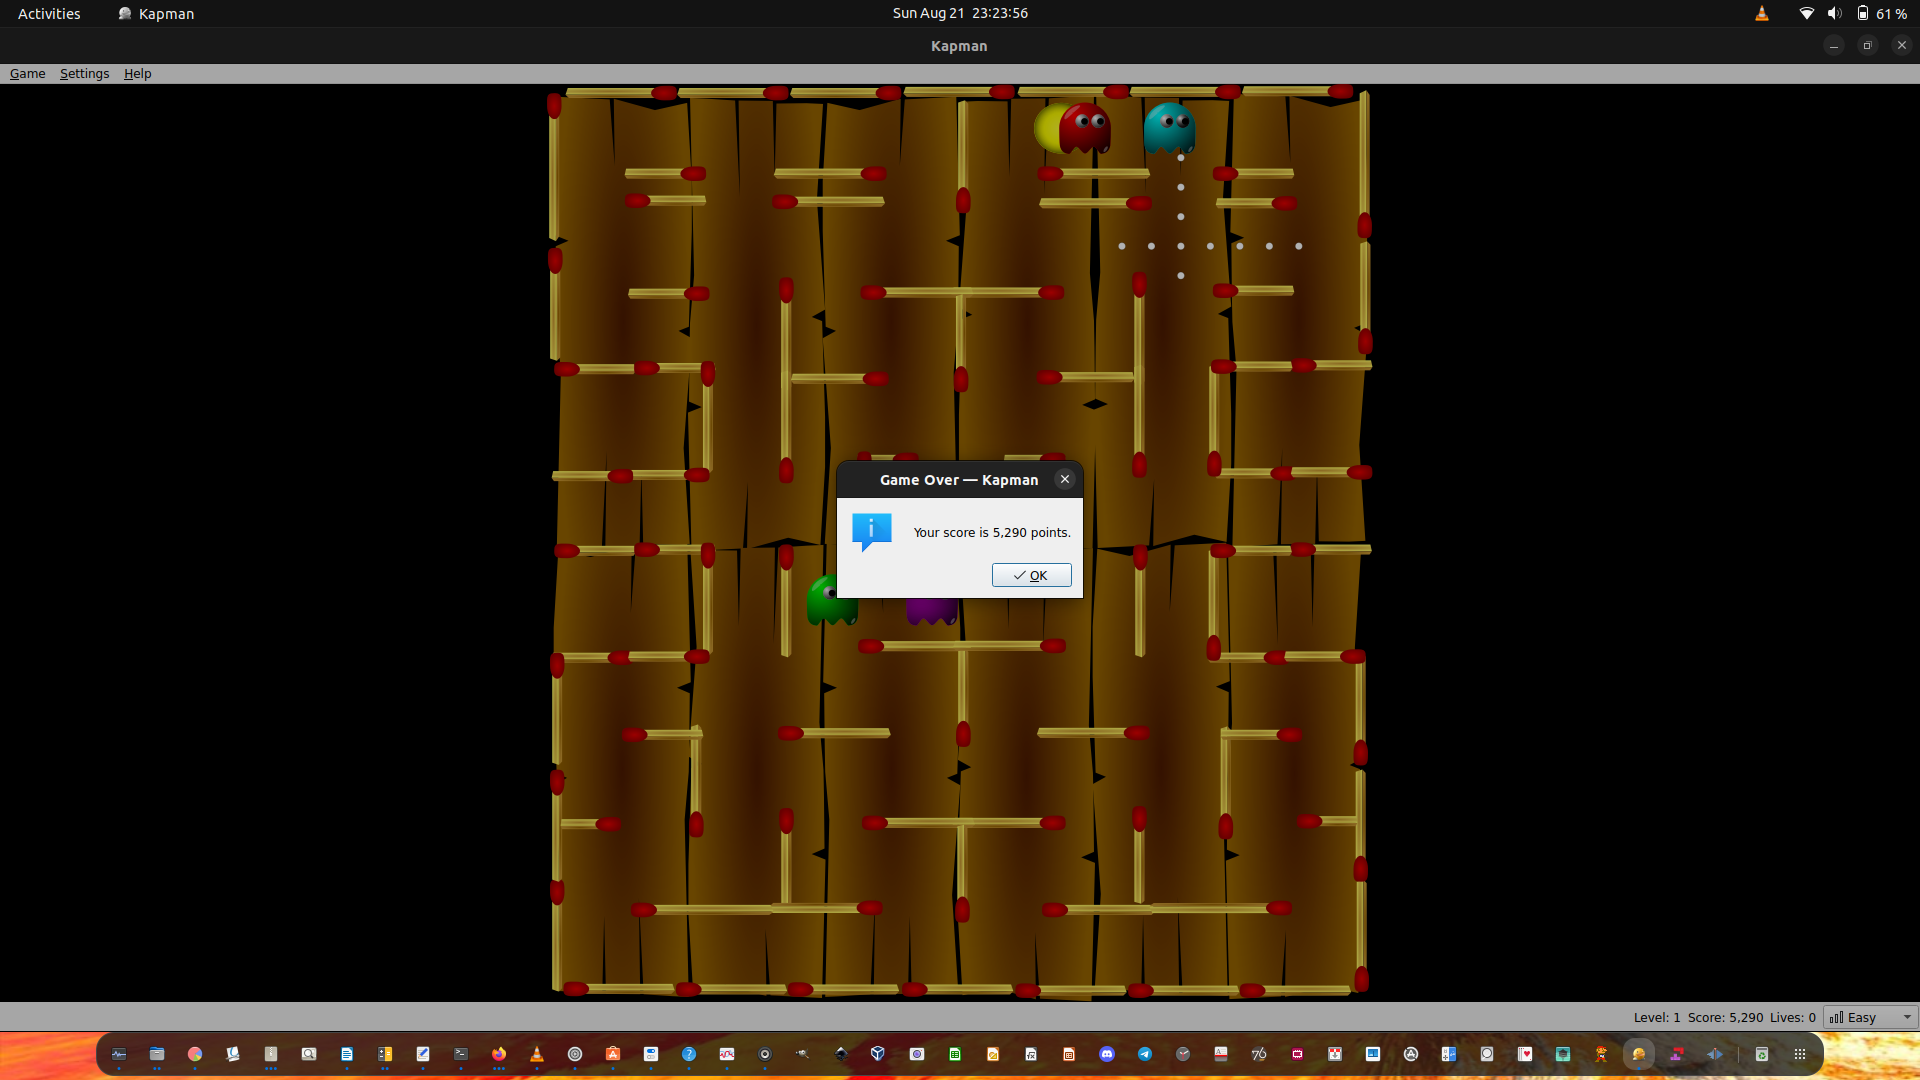 Activities Kapman Sun Aug 21 23:23:56 61 %
Kapman
Game Settings Help
Game Over — Kapman
Your score is 5,290 points.
OK
Level: 1 Score: 5,290 Lives: 0 Easy